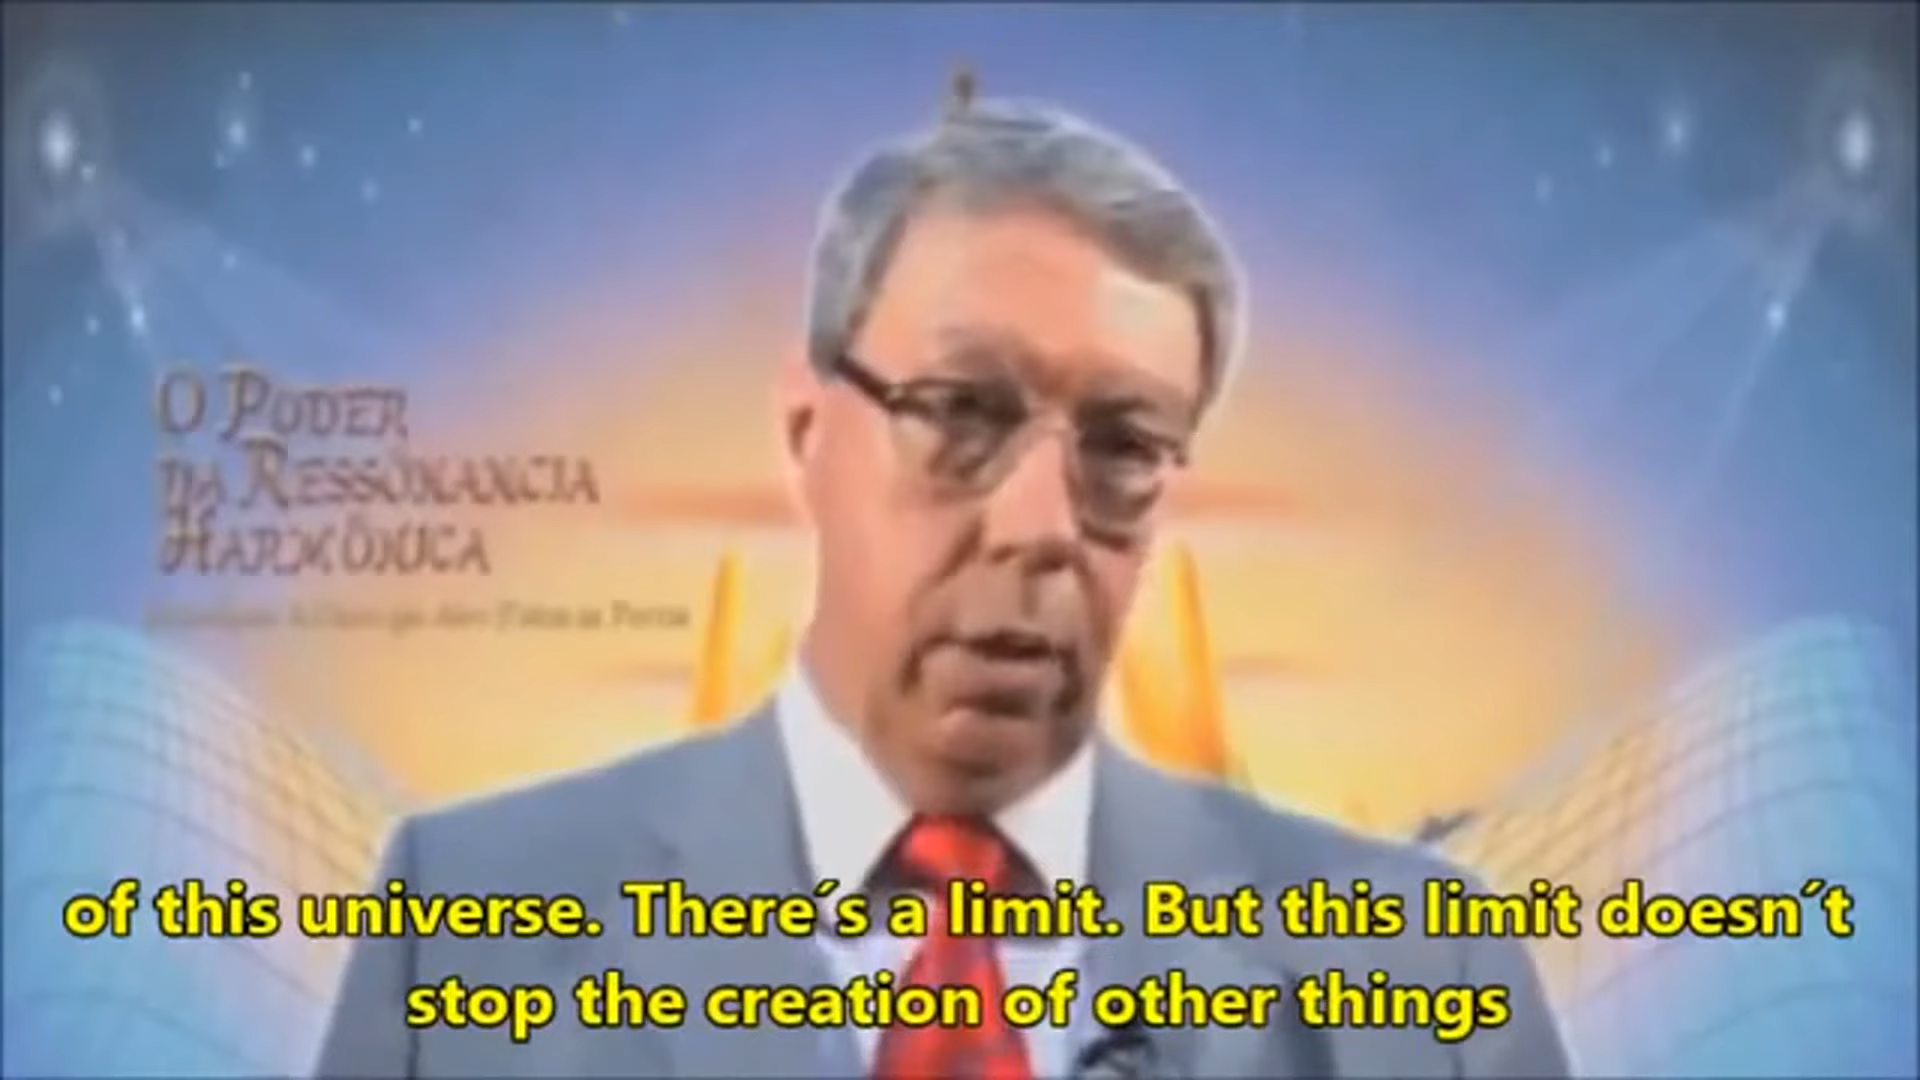 O PODER
DA RESSONANCIA
HARMÔNICA
of this universe. There´s a limit. But this limit doesn´t
stop the creation of other things